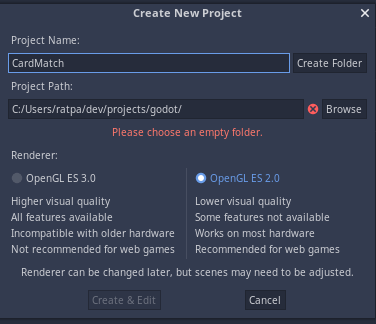 Create New Project
Project Name:
CardMatch
Create Folder
Project Path:
C:/Users/ratpa/dev/projects/godot/
Browse
Please choose an empty folder.
Renderer:
OpenGL ES 3.0
Higher visual quality
All features available
Incompatible with older hardware
Not recommended for web games
OpenGL ES 2.0
Lower visual quality
Some features not available
Works on most hardware
Recommended for web games
Renderer can be changed later, but scenes may need to be adjusted.
Create & Edit
Cancel